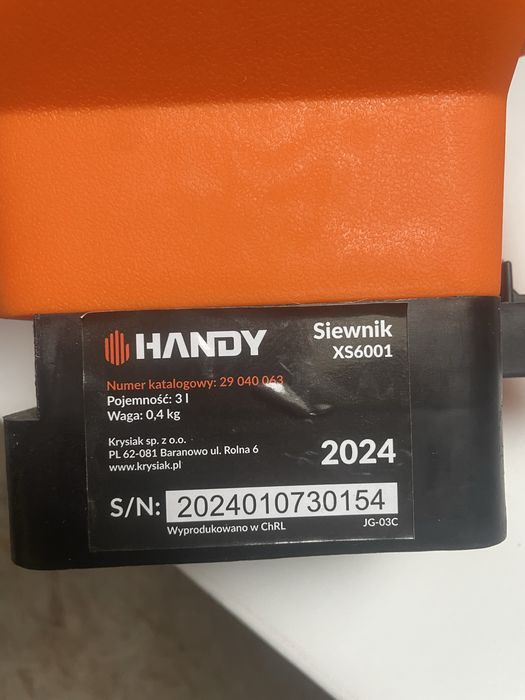 HANDY
Siewnik
XS6001
Numer katalogowy: 29 040 063
Pojemność: 3 l
Waga: 0,4 kg
Krysiak sp. z o.o.
PL 62-081 Baranowo ul. Rolna 6
www.krysiak.pl
2024
S/N: 2024010730154
Wyprodukowano w ChRL
JG-03C